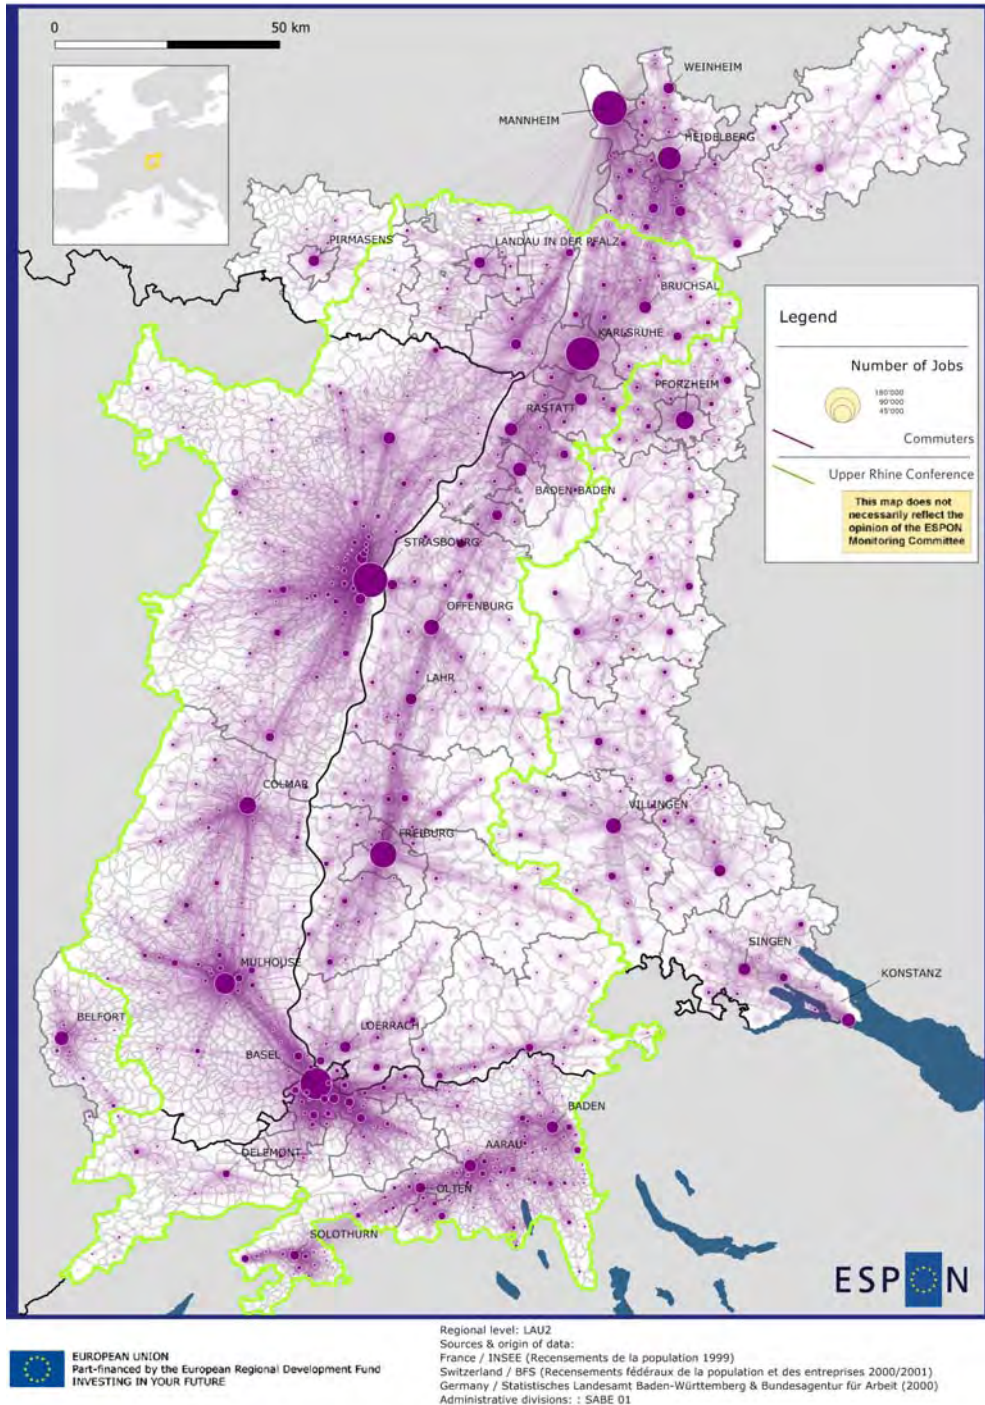 0
50 km
WEINHEIM
MANNHEIM
HEIDELBERG
PIRMASENS
LANDAU IN DER PFALZ
BRUCHSAL
KARLSRUHE
PFORZHEIM
RASTATT
BADEN-BADEN
STRASBOURG
OFFENBURG
LAHR
COLMAR
VILLINGEN
FREIBURG
SINGEN
MULHOUSE
KONSTANZ
BELFORT
LOERRACH
BASEL
BADEN
AARAU
DELEMONT
OLTEN
SOLOTHURN
Legend
Number of Jobs
180'000
90'000
45'000
Commuters
Upper Rhine Conference
This map does not
necessarily reflect the
opinion of the ESPON
Monitoring Committee
ESPON
EUROPEAN UNION
Part-financed by the European Regional Development Fund
INVESTING IN YOUR FUTURE
Regional level: LAU2
Sources & origin of data:
France / INSEE (Recensements de la population 1999)
Switzerland / BFS (Recensements fédéraux de la population et des entreprises 2000/2001)
Germany / Statistisches Landesamt Baden-Württemberg & Bundesagentur für Arbeit (2000)
Administrative divisions: : SABE 01